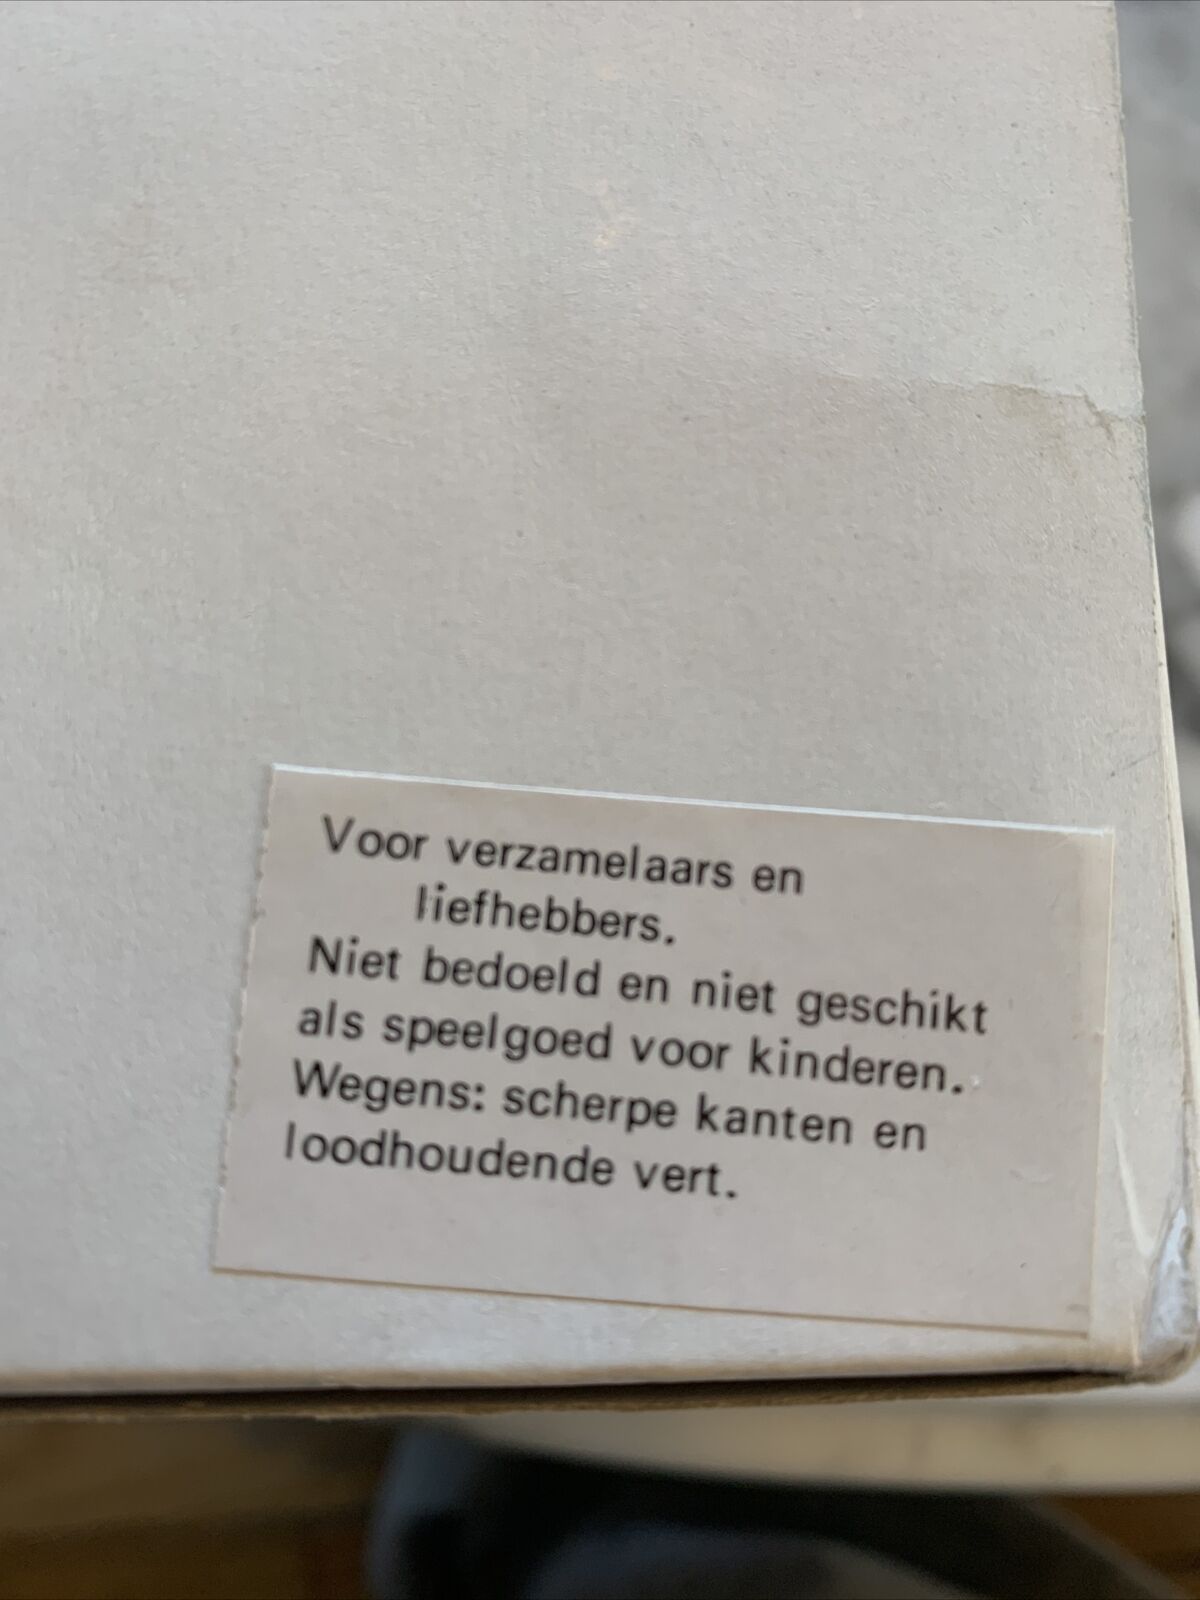 Voor verzamelaars en
liefhebbers.
Niet bedoeld en niet geschikt
als speelgoed voor kinderen.
Wegens: scherpe kanten en
loodhoudende vert.